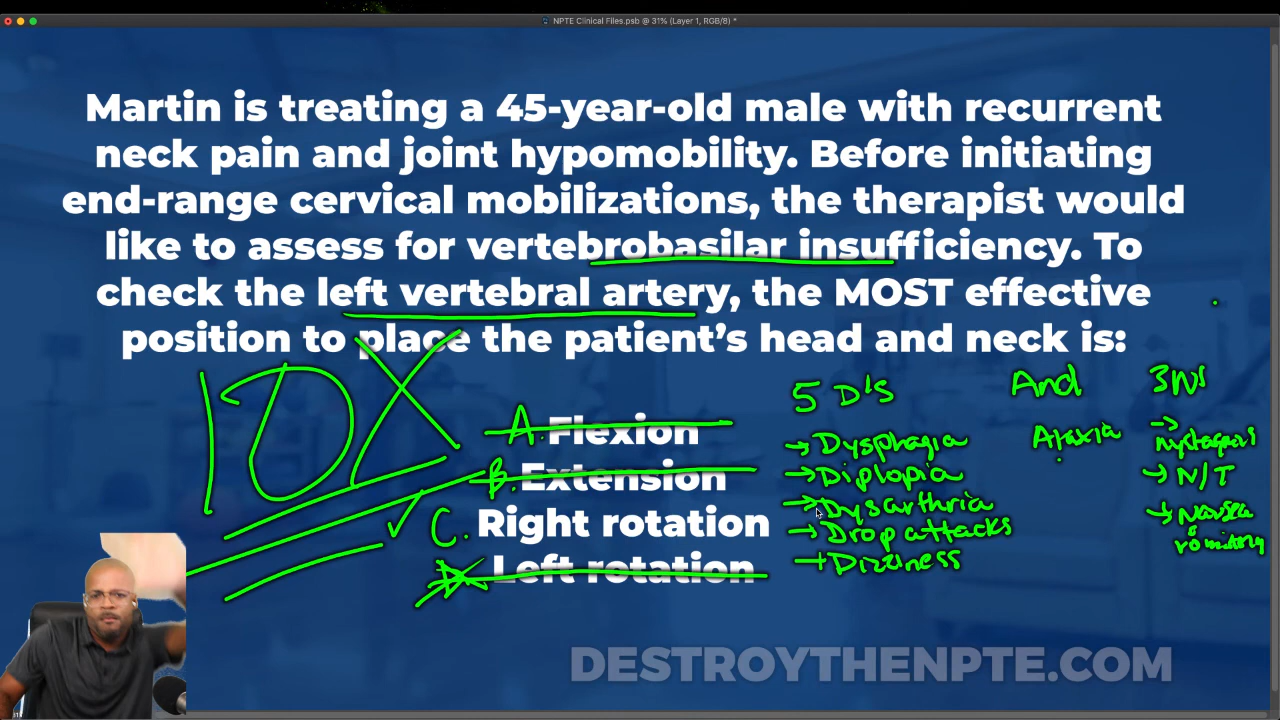 NPTE Clinical Files.psb @ 31% (Layer 1, RGB/8) *
Martin is treating a 45-year-old male with recurrent
neck pain and joint hypomobility. Before initiating
end-range cervical mobilizations, the therapist would
like to assess for vertebrobasilar insufficiency. To
check the left vertebral artery, the MOST effective
position to place the patient's head and neck is:
10X
A. Flexion
B. Extension
C. Right rotation
D. Left rotation
5 D'S
→ Dysphagia
→ Diplopia
→ Dysarthria
→ Drop attacks
→ Dizziness
And
Ataxia
3 N's
→ Nystagmus
→ N/T
→ Nausea
vomiting
DESTROYTHENPTE.COM